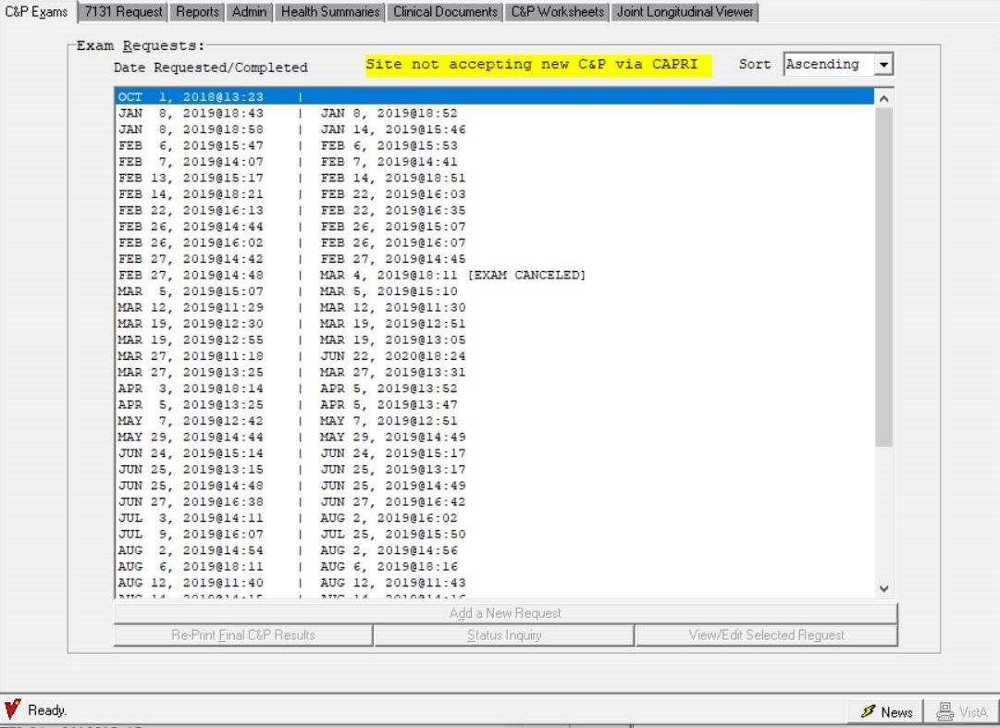 C&P Exams 7131 Request Reports Admin Health Summaries Clinical Documents C&P Worksheets Joint Longitudinal Viewer
Exam Requests:
Date Requested/Completed Site not accepting new C&P via CAPRI Sort Ascending
OCT 1, 2018@13:23 |
JAN 8, 2019@18:43 | JAN 8, 2019@18:52
JAN 8, 2019@18:58 | JAN 14, 2019@15:46
FEB 6, 2019@15:47 | FEB 6, 2019@15:53
FEB 7, 2019@14:07 | FEB 7, 2019@14:41
FEB 13, 2019@15:17 | FEB 14, 2019@18:51
FEB 14, 2019@18:21 | FEB 22, 2019@16:03
FEB 22, 2019@16:13 | FEB 22, 2019@16:35
FEB 26, 2019@14:44 | FEB 26, 2019@15:07
FEB 26, 2019@16:02 | FEB 26, 2019@16:07
FEB 27, 2019@14:42 | FEB 27, 2019@14:45
FEB 27, 2019@14:48 | MAR 4, 2019@18:11 [EXAM CANCELED]
MAR 5, 2019@15:07 | MAR 5, 2019@15:10
MAR 12, 2019@11:29 | MAR 12, 2019@11:30
MAR 19, 2019@12:30 | MAR 19, 2019@12:51
MAR 19, 2019@12:55 | MAR 19, 2019@13:05
MAR 27, 2019@11:18 | JUN 22, 2020@18:24
MAR 27, 2019@13:25 | MAR 27, 2019@13:31
APR 3, 2019@18:14 | APR 5, 2019@13:52
APR 5, 2019@13:25 | APR 5, 2019@13:47
MAY 7, 2019@12:42 | MAY 7, 2019@12:51
MAY 29, 2019@14:44 | MAY 29, 2019@14:49
JUN 24, 2019@15:14 | JUN 24, 2019@15:17
JUN 25, 2019@13:15 | JUN 25, 2019@13:17
JUN 25, 2019@14:48 | JUN 25, 2019@14:49
JUN 27, 2019@16:38 | JUN 27, 2019@16:42
JUL 3, 2019@14:11 | AUG 2, 2019@16:02
JUL 9, 2019@16:07 | JUL 25, 2019@15:50
AUG 2, 2019@14:54 | AUG 2, 2019@14:56
AUG 6, 2019@18:11 | AUG 6, 2019@18:16
AUG 12, 2019@11:40 | AUG 12, 2019@11:43
Add a New Request
Re-Print Final C&P Results Status Inquiry View/Edit Selected Request
Ready. News VistA